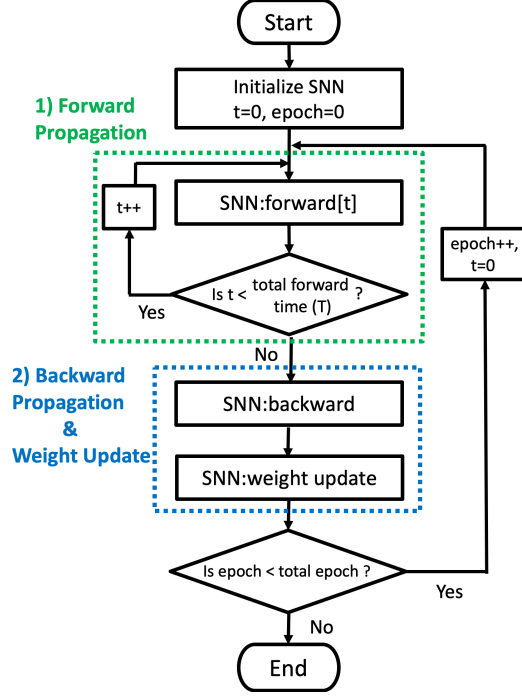 Start
Initialize SNN
t=0, epoch=0
1) Forward
Propagation
SNN:forward[t]
t++
epoch++,
t=0
Is t < total forward time (T) ?
Yes
No
2) Backward
Propagation
&
Weight Update
SNN:backward
SNN:weight update
Is epoch < total epoch ?
Yes
No
End